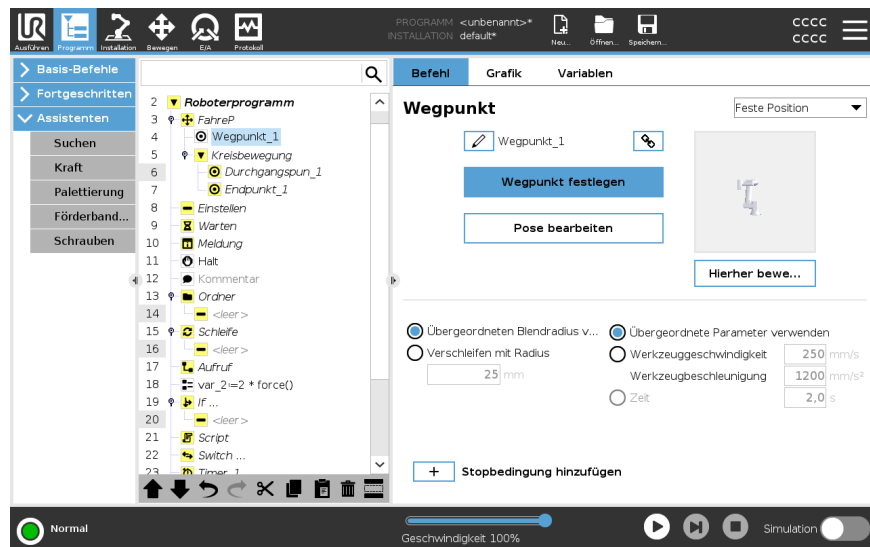 PROGRAMM <unbenannt>*
INSTALLATION default*
Ausführen Programm Installation Bewegen E/A Protokoll
Neu... Öffnen... Speichern...
CCCC
CCCC
Basis-Befehle
Fortgeschritten
Assistenten
Suchen
Kraft
Palettierung
Förderband...
Schrauben
2 Roboterprogramm
3 FahreP
4 Wegpunkt_1
5 Kreisbewegung
6 Durchgangspun_1
7 Endpunkt_1
8 Einstellen
9 Warten
10 Meldung
11 Halt
12 Kommentar
13 Ordner
14 <leer>
15 Schleife
16 <leer>
17 Aufruf
18 var_2:=2 * force()
19 If ...
20 <leer>
21 Script
22 Switch ...
23 Timer_1
Befehl Grafik Variablen
Wegpunkt
Feste Position
Wegpunkt_1
Wegpunkt festlegen
Pose bearbeiten
Hierher bewe...
Übergeordneten Blendradius v...
Verschleifen mit Radius
25 mm
Übergeordnete Parameter verwenden
Werkzeuggeschwindigkeit 250 mm/s
Werkzeugbeschleunigung 1200 mm/s²
Zeit 2,0 s
+ Stopbedingung hinzufügen
Normal
Geschwindigkeit 100%
Simulation